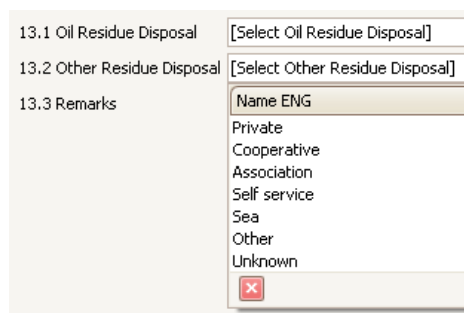 13.1 Oil Residue Disposal [Select Oil Residue Disposal]
13.2 Other Residue Disposal [Select Other Residue Disposal]
13.3 Remarks
Name ENG
Private
Cooperative
Association
Self service
Sea
Other
Unknown